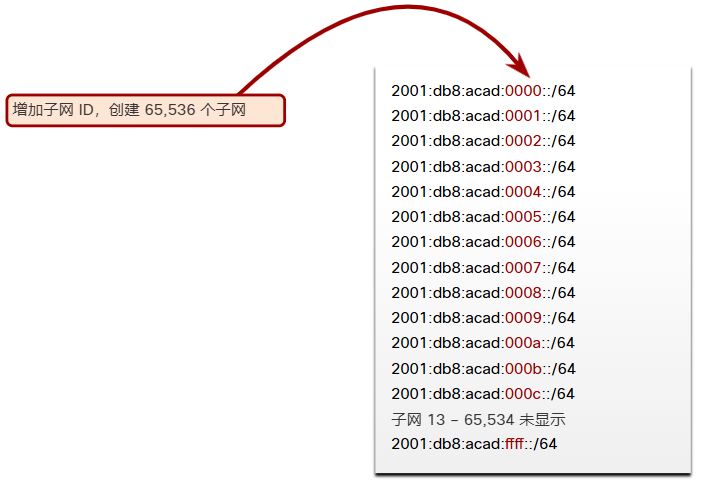 增加子网 ID，创建 65,536 个子网
2001:db8:acad:0000::/64
2001:db8:acad:0001::/64
2001:db8:acad:0002::/64
2001:db8:acad:0003::/64
2001:db8:acad:0004::/64
2001:db8:acad:0005::/64
2001:db8:acad:0006::/64
2001:db8:acad:0007::/64
2001:db8:acad:0008::/64
2001:db8:acad:0009::/64
2001:db8:acad:000a::/64
2001:db8:acad:000b::/64
2001:db8:acad:000c::/64
子网 13 – 65,534 未显示
2001:db8:acad:ffff::/64